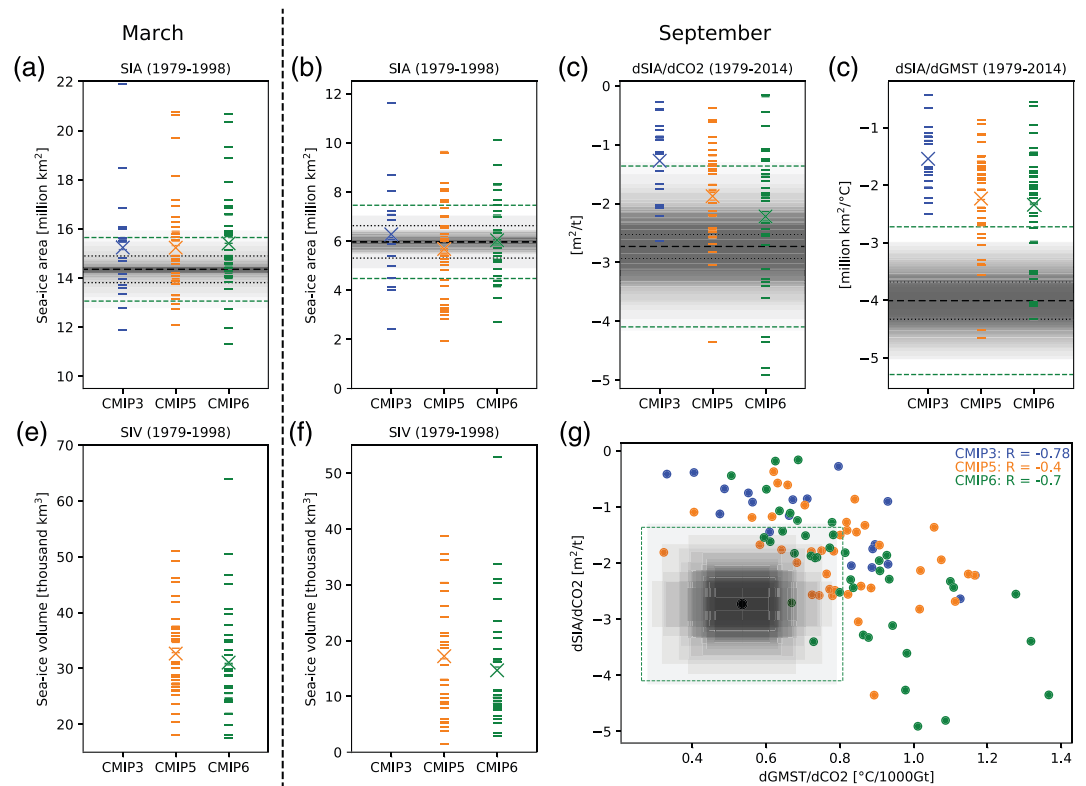 March
September
(a)
SIA (1979-1998)
Sea-ice area [million km²]
22
20
18
16
14
12
10
CMIP3 CMIP5 CMIP6
(b)
SIA (1979-1998)
Sea-ice area [million km²]
12
10
8
6
4
2
0
CMIP3 CMIP5 CMIP6
(c)
dSIA/dCO2 (1979-2014)
[m²/t]
0
−1
−2
−3
−4
−5
CMIP3 CMIP5 CMIP6
(c)
dSIA/dGMST (1979-2014)
[million km²/°C]
−1
−2
−3
−4
−5
CMIP3 CMIP5 CMIP6
(e)
SIV (1979-1998)
Sea-ice volume [thousand km³]
70
60
50
40
30
20
CMIP3 CMIP5 CMIP6
(f)
SIV (1979-1998)
Sea-ice volume [thousand km³]
50
40
30
20
10
0
CMIP3 CMIP5 CMIP6
(g)
CMIP3: R = -0.78
CMIP5: R = -0.4
CMIP6: R = -0.7
dSIA/dCO2 [m²/t]
0
−1
−2
−3
−4
−5
0.4 0.6 0.8 1.0 1.2 1.4
dGMST/dCO2 [°C/1000Gt]